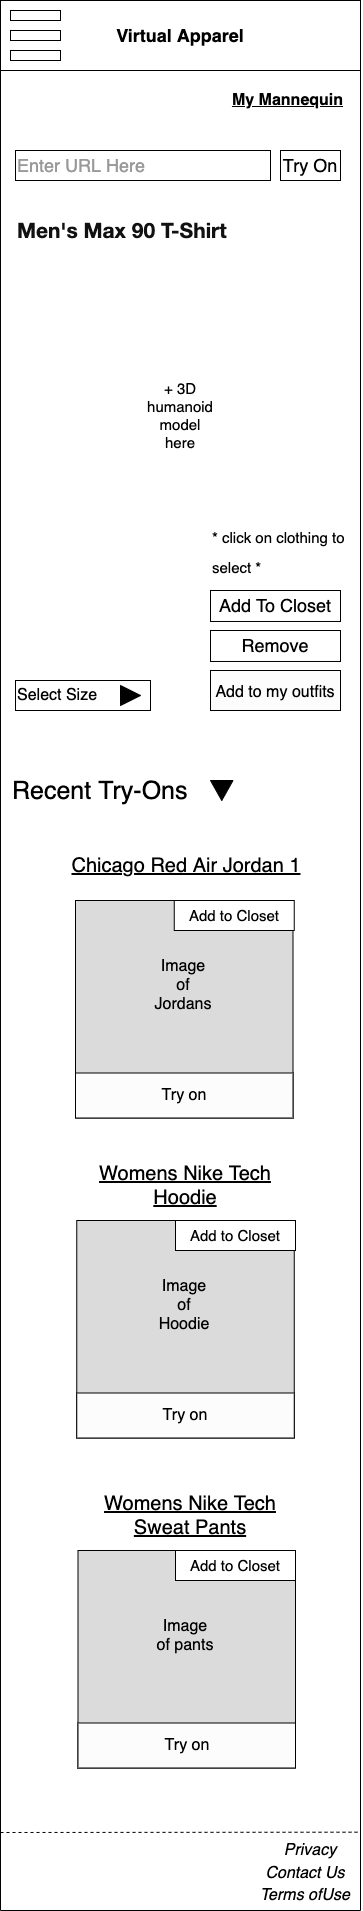 Virtual Apparel
My Mannequin
Enter URL Here
Try On
Men's Max 90 T-Shirt
+ 3D
humanoid
model
here
* click on clothing to
select *
Add To Closet
Remove
Select Size
Add to my outfits
Recent Try-Ons
Chicago Red Air Jordan 1
Add to Closet
Image
of
Jordans
Try on
Womens Nike Tech
Hoodie
Add to Closet
Image
of
Hoodie
Try on
Womens Nike Tech
Sweat Pants
Add to Closet
Image
of pants
Try on
Privacy
Contact Us
Terms ofUse